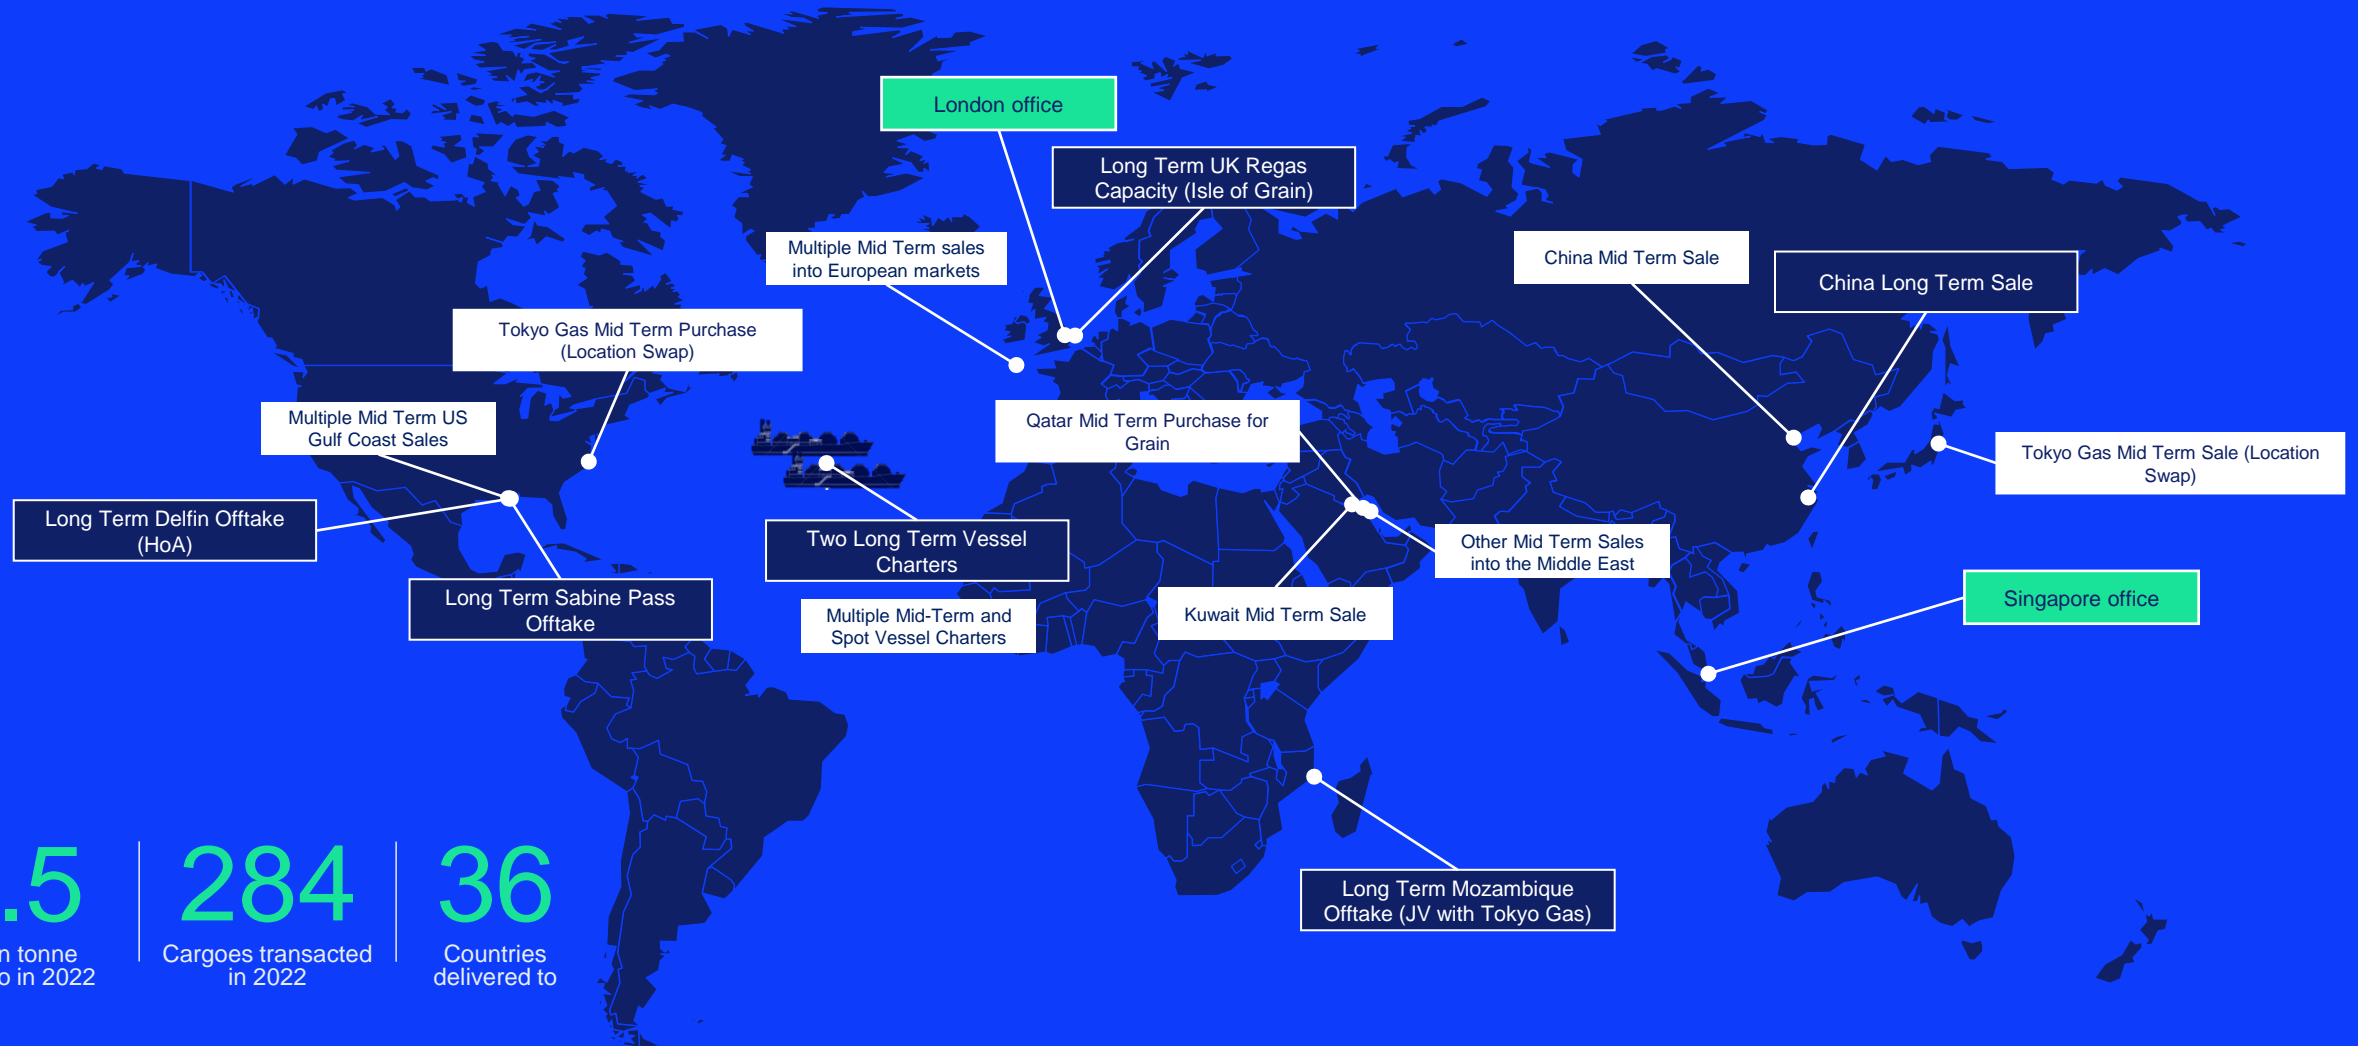 London office
Long Term UK Regas
Capacity (Isle of Grain)
Multiple Mid Term sales
into European markets
China Mid Term Sale
China Long Term Sale
Tokyo Gas Mid Term Purchase
(Location Swap)
Multiple Mid Term US
Gulf Coast Sales
Qatar Mid Term Purchase for
Grain
Tokyo Gas Mid Term Sale (Location
Swap)
Long Term Delfin Offtake
(HoA)
Two Long Term Vessel
Charters
Other Mid Term Sales
into the Middle East
Long Term Sabine Pass
Offtake
Multiple Mid-Term and
Spot Vessel Charters
Kuwait Mid Term Sale
Singapore office
Long Term Mozambique
Offtake (JV with Tokyo Gas)
.5
tonne
in 2022
284
Cargoes transacted
in 2022
36
Countries
delivered to